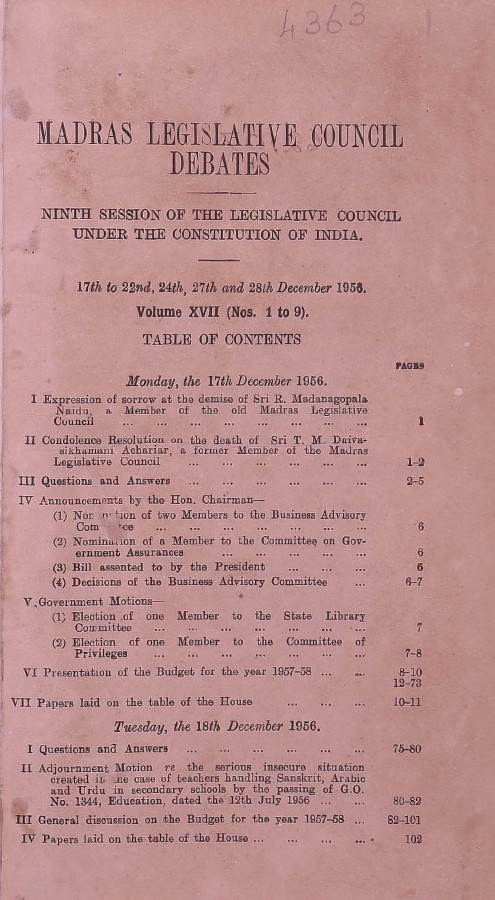 4363
MADRAS LEGISLATIVE COUNCIL
DEBATES
NINTH SESSION OF THE LEGISLATIVE COUNCIL
UNDER THE CONSTITUTION OF INDIA.
17th to 22nd, 24th, 27th and 28th December 1956.
Volume XVII (Nos. 1 to 9).
TABLE OF CONTENTS
PAGES
Monday, the 17th December 1956.
I Expression of sorrow at the demise of Sri R. Madanagopala
Naidu, a Member of the old Madras Legislative
Council ... ... ... ... ... ... ... ... 1
II Condolence Resolution on the death of Sri T. M. Daiva-
sikhamani Achariar, a former Member of the Madras
Legislative Council ... ... ... ... ... ... 1-2
III Questions and Answers ... ... ... ... ... ... 2-5
IV Announcements by the Hon. Chairman—
(1) of two Members to the Business Advisory
... ... ... ... ... ... ... 6
(2) Nomination of a Member to the Committee on Gov-
ernment Assurances ... ... ... ... ... 6
(3) Bill assented to by the President ... ... ... 6
(4) Decisions of the Business Advisory Committee ... 6-7
V. Government Motions—
(1) Election of one Member to the State Library
Committee ... ... ... ... ... ... ... 7
(2) Election of one Member to the Committee of
Privileges ... ... ... ... ... ... ... 7-8
VI Presentation of the Budget for the year 1957-58 ... ... 8-10
12-73
VII Papers laid on the table of the House ... ... ... 10-11
Tuesday, the 18th December 1956.
I Questions and Answers ... ... ... ... ... ... 75-80
II Adjournment Motion re the serious insecure situation
created in the case of teachers handling Sanskrit, Arabic
and Urdu in secondary schools by the passing of G.O.
No. 1344, Education, dated the 12th July 1956 ... ... 80-82
III General discussion on the Budget for the year 1957-58 ... 82-101
IV Papers laid on the table of the House ... ... ... ... 102